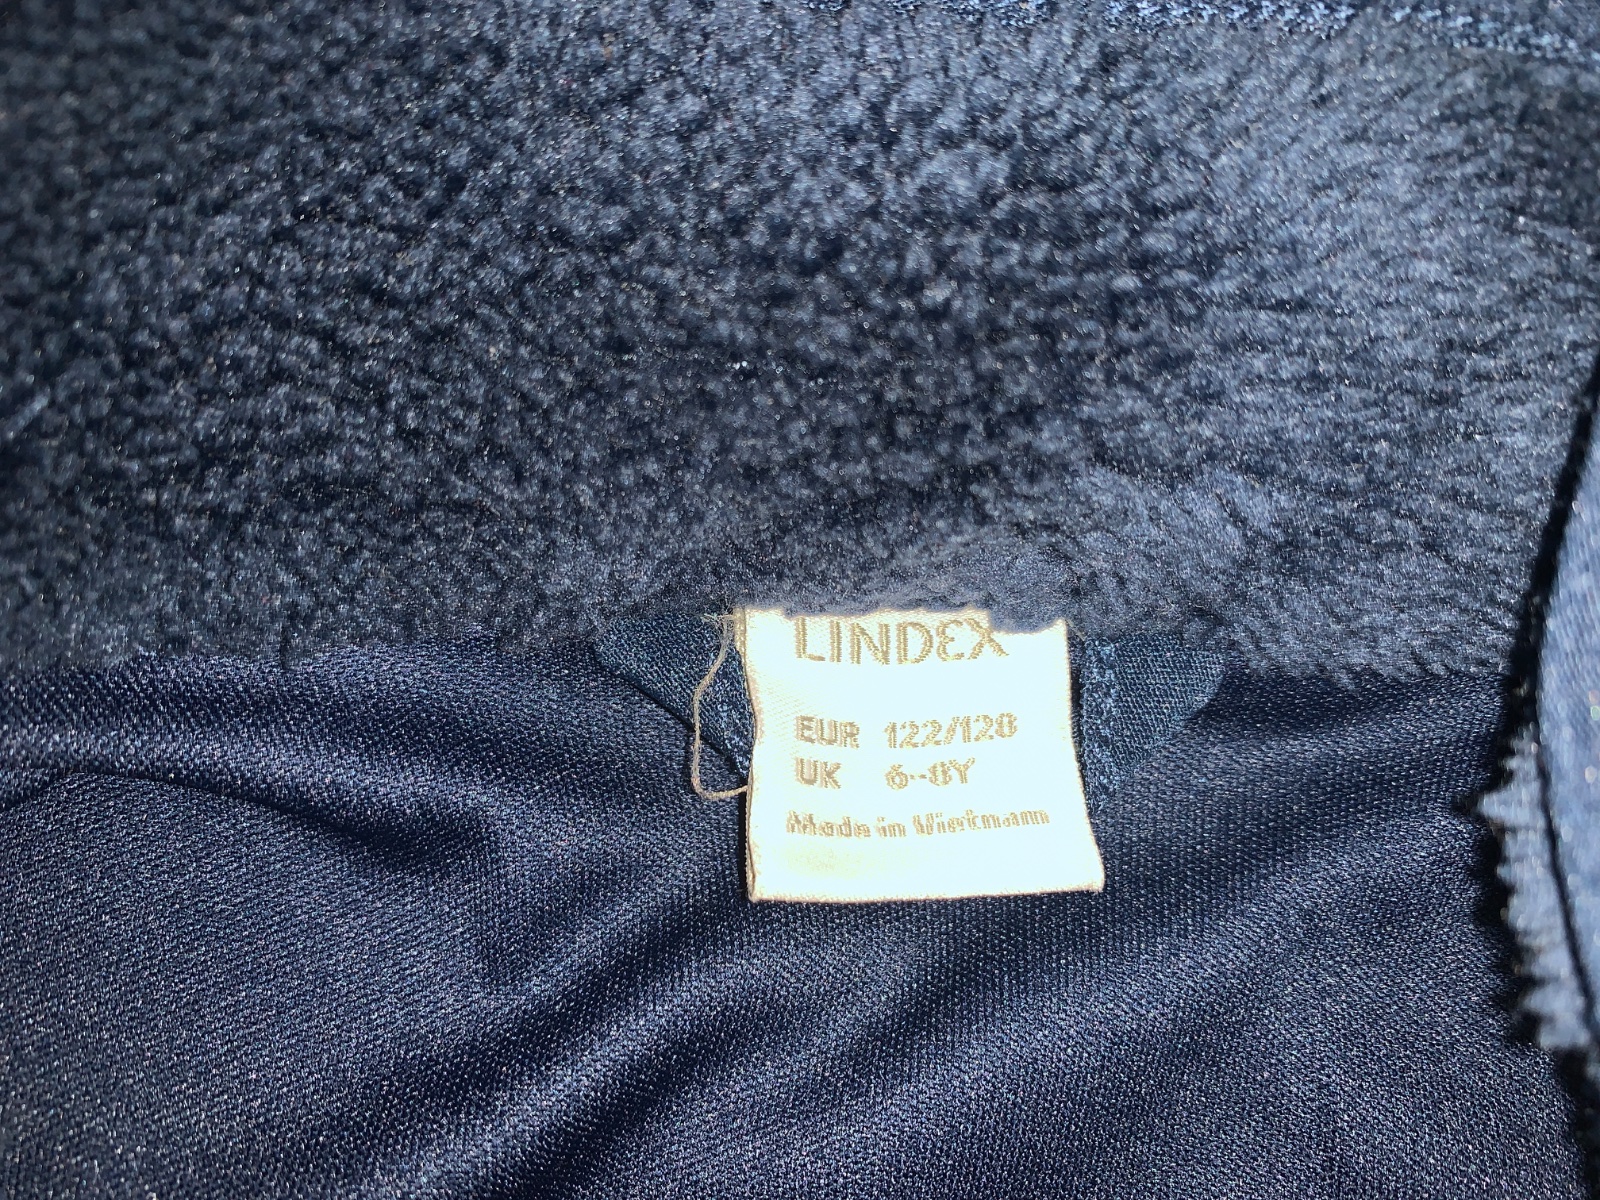 LINDEX
EUR 122/128
UK 6-8Y
Made in Vietnam